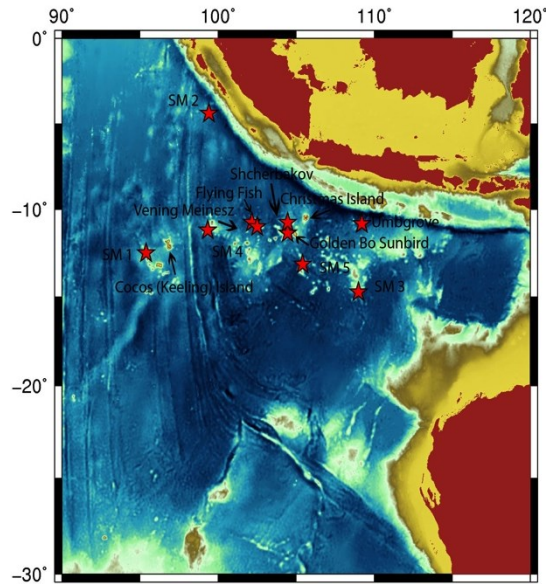 90˚ 100˚ 110˚ 120˚
0˚
SM 2
Shcherbakov
Flying Fish Christmas Island
Vening Meinesz
−10˚
Umbgrove
SM 1 SM 4 Golden Bo Sunbird
SM 5
Cocos (Keeling) Island SM 3
−20˚
−30˚